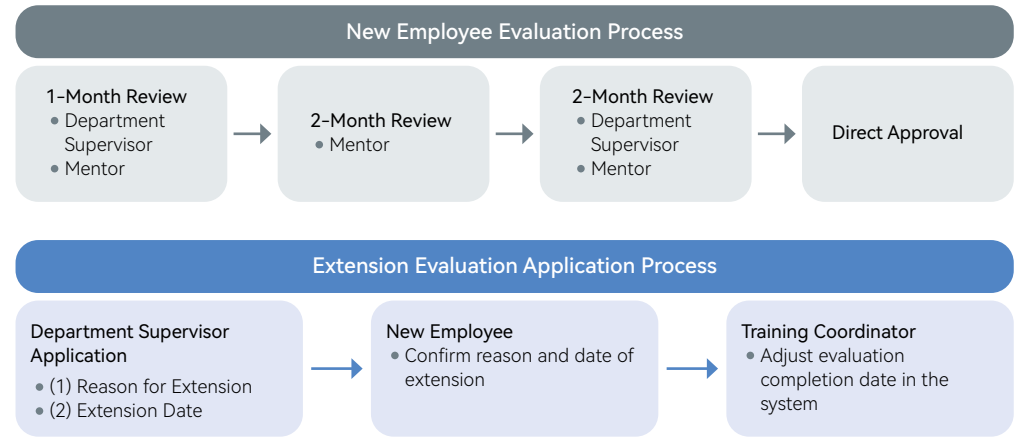 New Employee Evaluation Process
1-Month Review
• Department
Supervisor
• Mentor
2-Month Review
• Mentor
2-Month Review
• Department
Supervisor
• Mentor
Direct Approval
Extension Evaluation Application Process
Department Supervisor
Application
• (1) Reason for Extension
• (2) Extension Date
New Employee
• Confirm reason and date of
extension
Training Coordinator
• Adjust evaluation
completion date in the
system